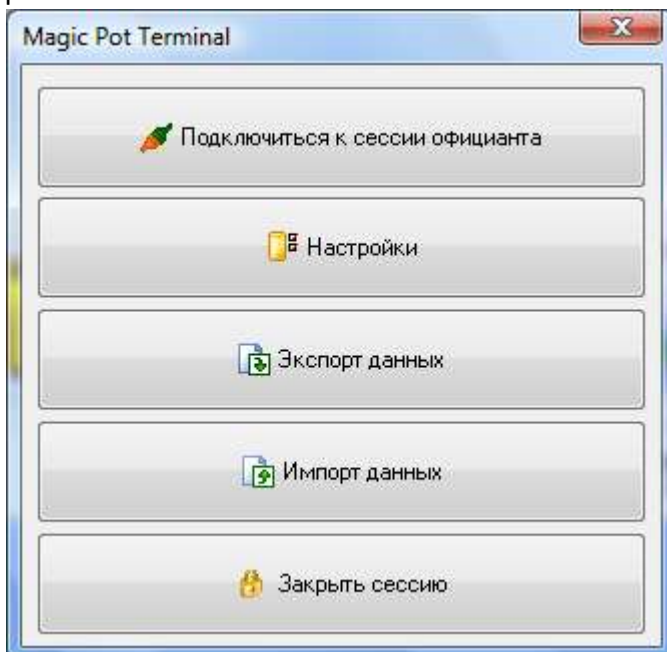 Magic Pot Terminal
Подключиться к сессии официанта
Настройки
Экспорт данных
Импорт данных
Закрыть сессию